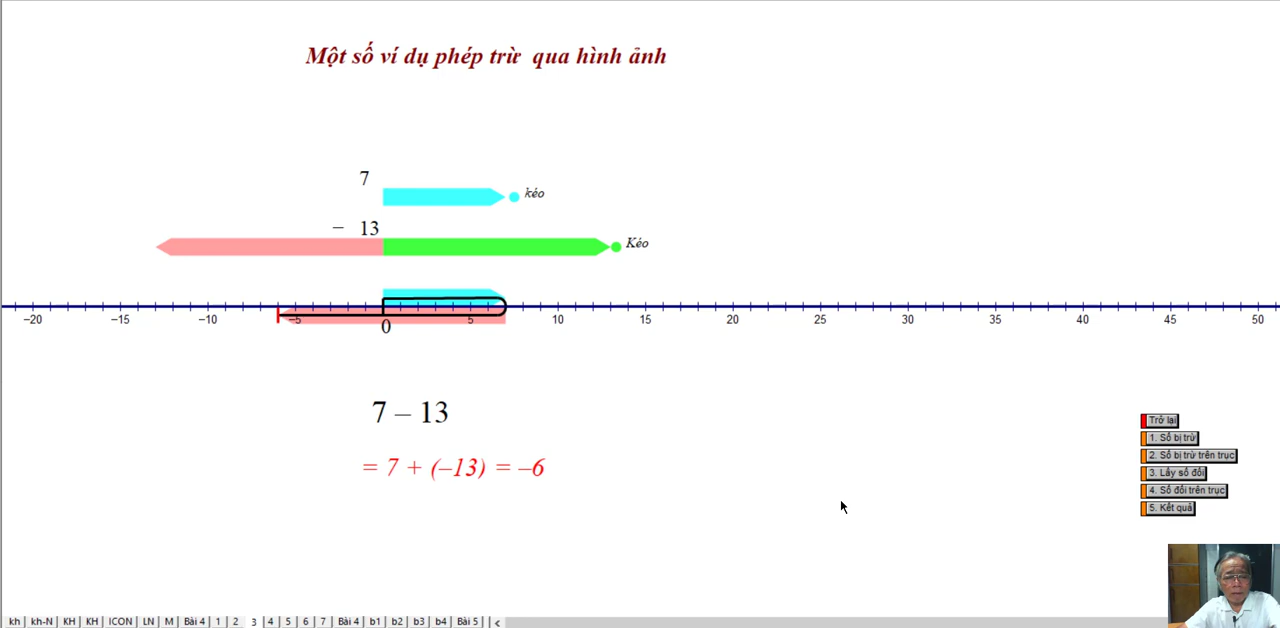 Một số ví dụ phép trừ qua hình ảnh
7
kéo
– 13
Kéo
–20 –15 –10 –5 0 5 10 15 20 25 30 35 40 45 50
7 – 13
= 7 + (–13) = –6
Trở lại
1. Số bị trừ
2. Số bị trừ trên trục
3. Lấy số đối
4. Số đối trên trục
5. Kết quả
kh | kh-N | KH | KH | ICON | LN | M | Bài 4 | 1 | 2 | 3 | 4 | 5 | 6 | 7 | Bài 4 | b1 | b2 | b3 | b4 | Bài 5 | | <